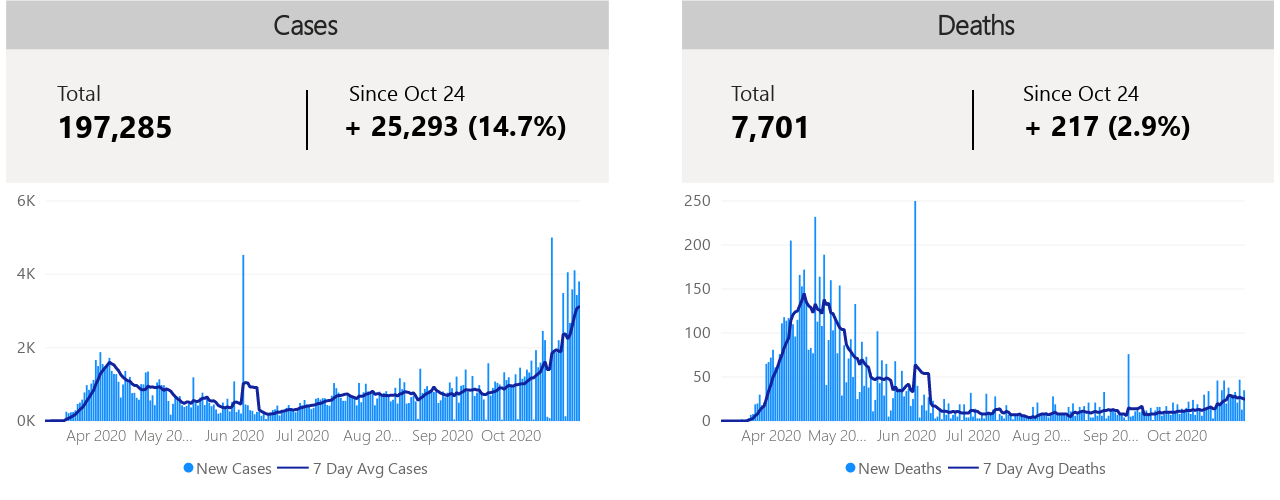 Cases
Total
197,285
Since Oct 24
+ 25,293 (14.7%)
6K
4K
2K
0K
Apr 2020 May 20... Jun 2020 Jul 2020 Aug 20... Sep 2020 Oct 2020
New Cases 7 Day Avg Cases
Deaths
Total
7,701
Since Oct 24
+ 217 (2.9%)
250
200
150
100
50
0
Apr 2020 May 20... Jun 2020 Jul 2020 Aug 20... Sep 20... Oct 2020
New Deaths 7 Day Avg Deaths